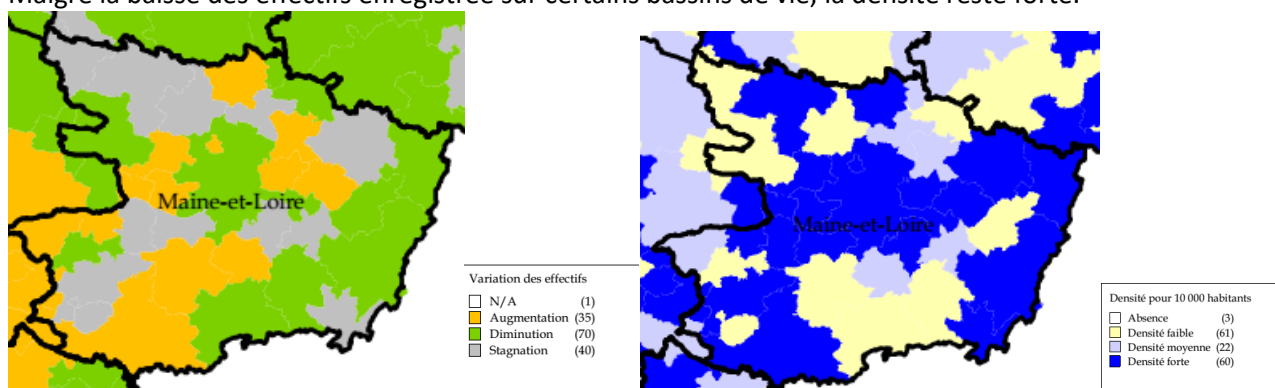 Malgré la baisse des effectifs enregistrée sur certains bassins de vie, la densité reste forte.
Maine-et-Loire
Variation des effectifs
N/A (1)
Augmentation (35)
Diminution (70)
Stagnation (40)
Maine-et-Loire
Densité pour 10 000 habitants
Absence (3)
Densité faible (61)
Densité moyenne (22)
Densité forte (60)